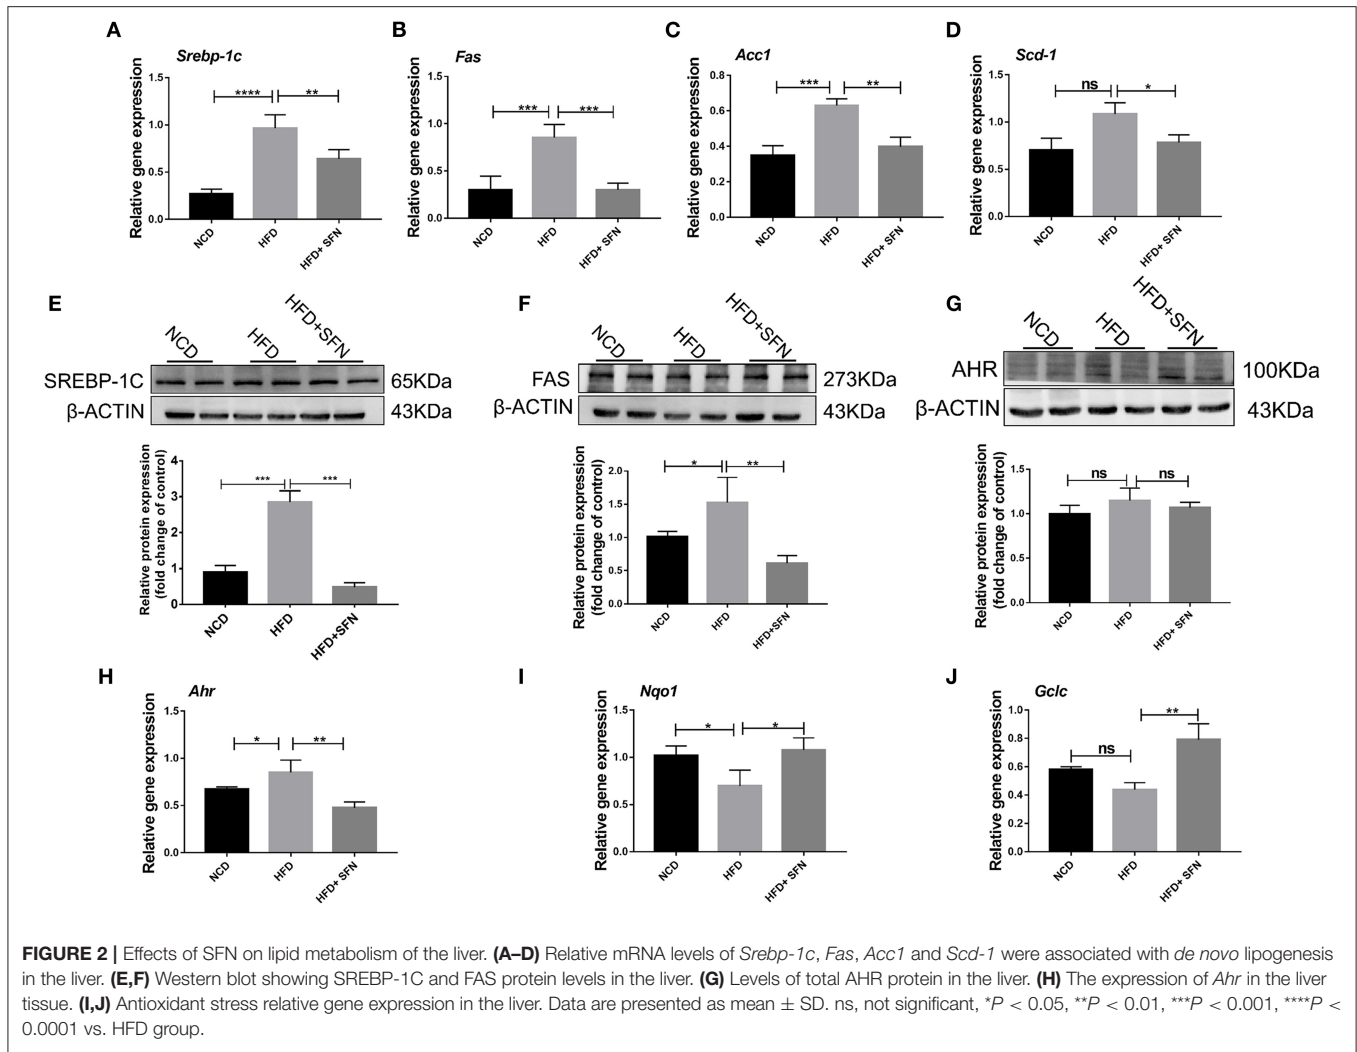 A
Srebp-1c
Relative gene expression
1.5
1.0
0.5
0.0
****
**
NCD
HFD
HFD+ SFN
B
Fas
Relative gene expression
1.5
1.0
0.5
0.0
***
***
NCD
HFD
HFD+ SFN
C
Acc1
Relative gene expression
0.8
0.6
0.4
0.2
0.0
***
**
NCD
HFD
HFD+ SFN
D
Scd-1
Relative gene expression
1.5
1.0
0.5
0.0
ns
*
NCD
HFD
HFD+ SFN
E
NCD
HFD
HFD+SFN
SREBP-1C
65KDa
β-ACTIN
43KDa
Relative protein expression
(fold change of control)
4
3
2
1
0
***
***
NCD
HFD
HFD+SFN
F
NCD
HFD
HFD+SFN
FAS
273KDa
β-ACTIN
43KDa
Relative protein expression
(fold change of control)
2.0
1.5
1.0
0.5
0.0
*
**
NCD
HFD
HFD+SFN
G
NCD
HFD
HFD+SFN
AHR
100KDa
β-ACTIN
43KDa
Relative protein expression
(fold change of control)
1.5
1.0
0.5
0.0
ns
ns
NCD
HFD
HFD+ SFN
H
Ahr
Relative gene expression
1.5
1.0
0.5
0.0
*
**
NCD
HFD
HFD+ SFN
I
Nqo1
Relative gene expression
1.5
1.0
0.5
0.0
*
*
NCD
HFD
HFD+ SFN
J
Gclc
Relative gene expression
1.0
0.8
0.6
0.4
0.2
0.0
ns
**
NCD
HFD
HFD+ SFN
FIGURE 2 | Effects of SFN on lipid metabolism of the liver. (A–D) Relative mRNA levels of Srebp-1c, Fas, Acc1 and Scd-1 were associated with de novo lipogenesis
in the liver. (E,F) Western blot showing SREBP-1C and FAS protein levels in the liver. (G) Levels of total AHR protein in the liver. (H) The expression of Ahr in the liver
tissue. (I,J) Antioxidant stress relative gene expression in the liver. Data are presented as mean ± SD. ns, not significant, *P < 0.05, **P < 0.01, ***P < 0.001, ****P <
0.0001 vs. HFD group.